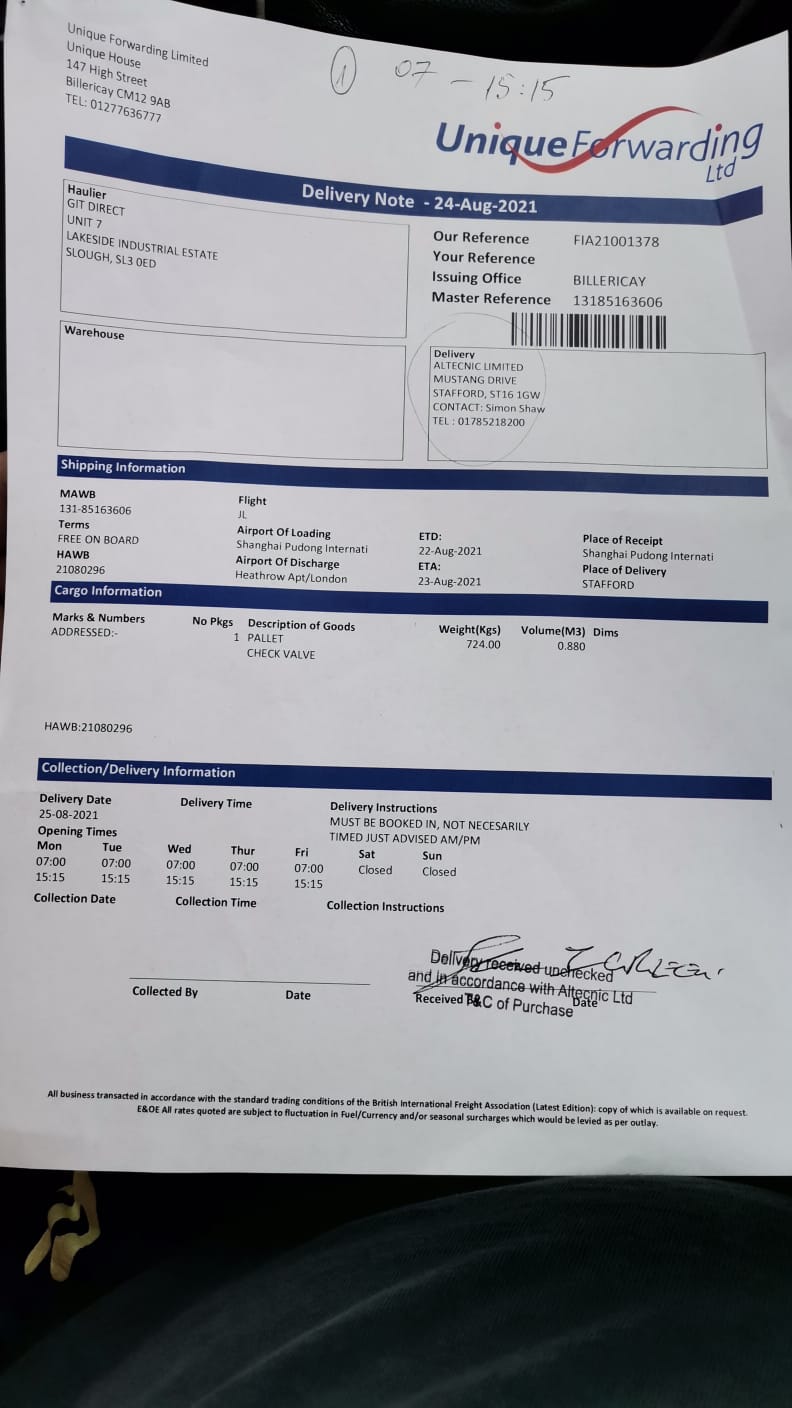 Unique Forwarding Limited
Unique House
147 High Street
Billericay CM12 9AB
TEL: 01277636777
1 07 - 15:15
Unique Forwarding
Ltd
Delivery Note - 24-Aug-2021
Haulier
GIT DIRECT
UNIT 7
LAKESIDE INDUSTRIAL ESTATE
SLOUGH, SL3 0ED
Our Reference FIA21001378
Your Reference
Issuing Office BILLERICAY
Master Reference 13185163606
Warehouse
Delivery
ALTECNIC LIMITED
MUSTANG DRIVE
STAFFORD, ST16 1GW
CONTACT: Simon Shaw
TEL : 01785218200
Shipping Information
MAWB
131-85163606
Terms
FREE ON BOARD
HAWB
21080296
Flight
JL
Airport Of Loading
Shanghai Pudong Internati
Airport Of Discharge
Heathrow Apt/London
ETD:
22-Aug-2021
ETA:
23-Aug-2021
Place of Receipt
Shanghai Pudong Internati
Place of Delivery
STAFFORD
Cargo Information
Marks & Numbers No Pkgs Description of Goods Weight(Kgs) Volume(M3) Dims
ADDRESSED:- 1 PALLET 724.00 0.880
CHECK VALVE
HAWB:21080296
Collection/Delivery Information
Delivery Date Delivery Time Delivery Instructions
25-08-2021 MUST BE BOOKED IN, NOT NECESARILY
TIMED JUST ADVISED AM/PM
Opening Times
Mon Tue Wed Thur Fri Sat Sun
07:00 07:00 07:00 07:00 07:00 Closed Closed
15:15 15:15 15:15 15:15 15:15
Collection Date Collection Time Collection Instructions
Delivery received unchecked
and in accordance with Altecnic Ltd
T&C of Purchase
Collected By Date Received Date
All business transacted in accordance with the standard trading conditions of the British International Freight Association (Latest Edition): copy of which is available on request.
E&OE All rates quoted are subject to fluctuation in Fuel/Currency and/or seasonal surcharges which would be levied as per outlay.